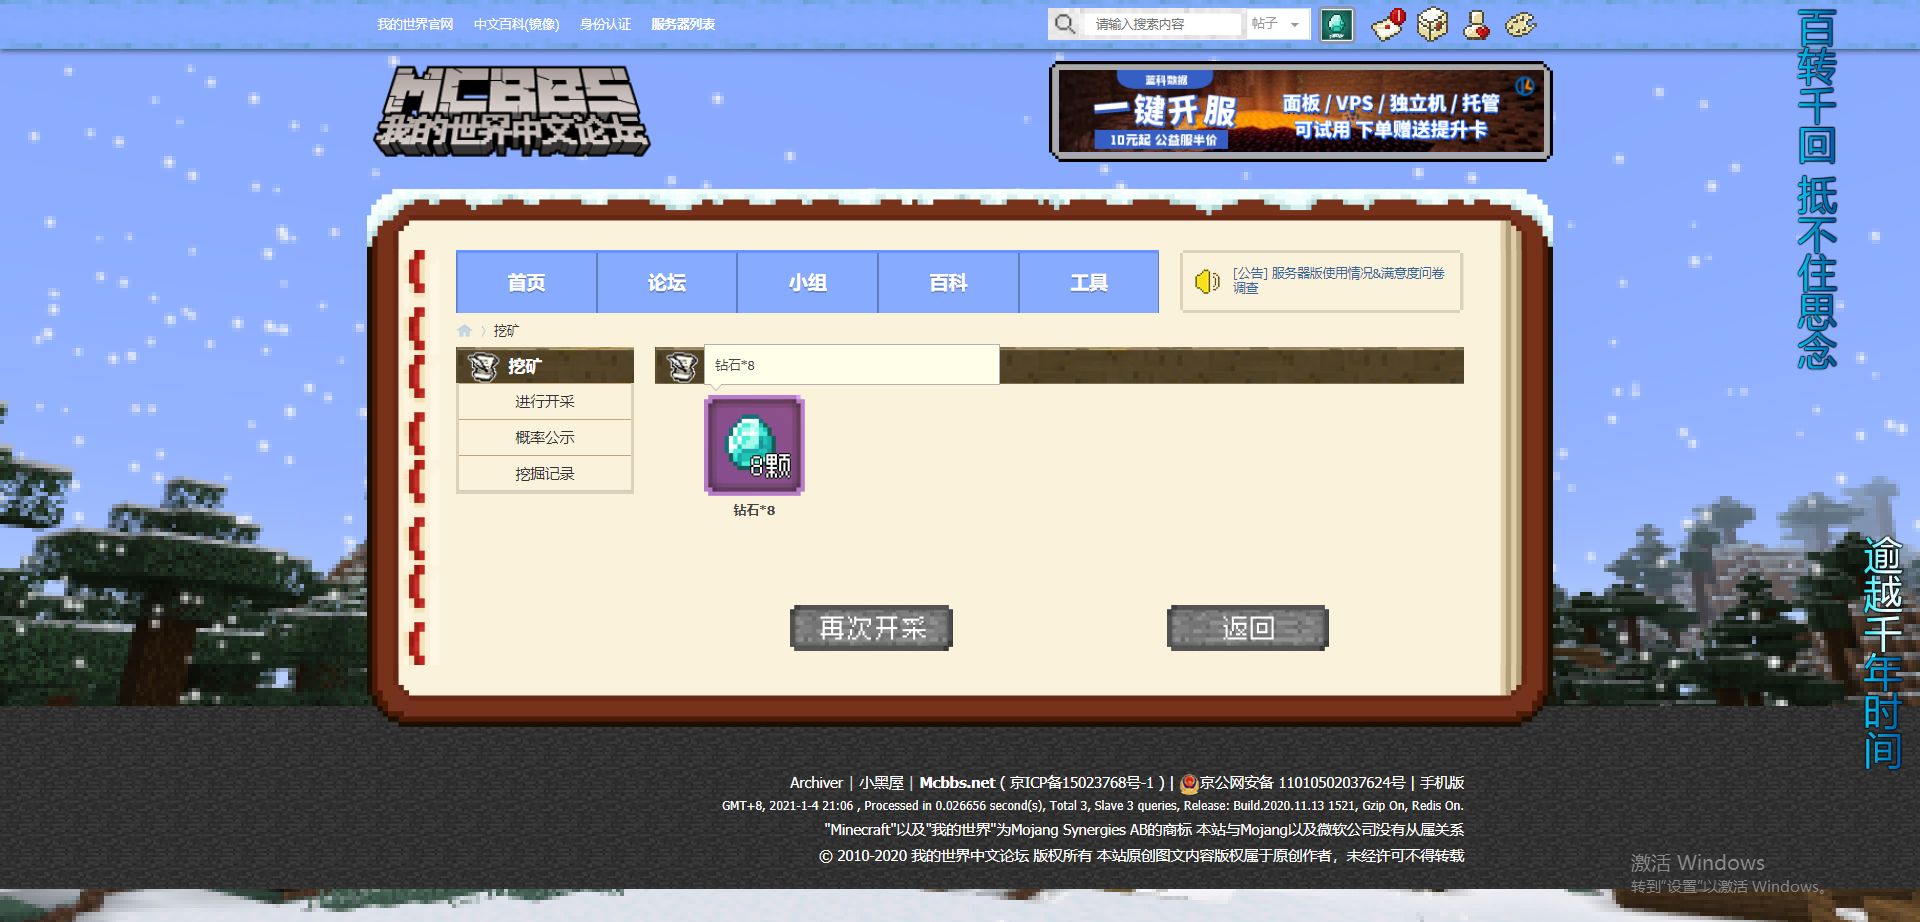 我的世界官网 中文百科(镜像) 身份认证 服务器列表
请输入搜索内容 帖子
MCBBS
我的世界中文论坛
蓝科数据
一键开服
10元起 公益服半价
面板 / VPS / 独立机 / 托管
可试用 下单赠送提升卡
首页 论坛 小组 百科 工具
[公告] 服务器版使用情况&满意度问卷
调查
挖矿
挖矿
进行开采
概率公示
挖掘记录
钻石*8
8颗
钻石*8
再次开采 返回
Archiver | 小黑屋 | Mcbbs.net ( 京ICP备15023768号-1 ) | 京公网安备 11010502037624号 | 手机版
GMT+8, 2021-1-4 21:06 , Processed in 0.026656 second(s), Total 3, Slave 3 queries, Release: Build.2020.11.13 1521, Gzip On, Redis On.
"Minecraft"以及"我的世界"为Mojang Synergies AB的商标 本站与Mojang以及微软公司没有从属关系
© 2010-2020 我的世界中文论坛 版权所有 本站原创图文内容版权属于原创作者，未经许可不得转载
百转千回 抵不住思念
逾越千年时间
激活 Windows
转到"设置"以激活 Windows。